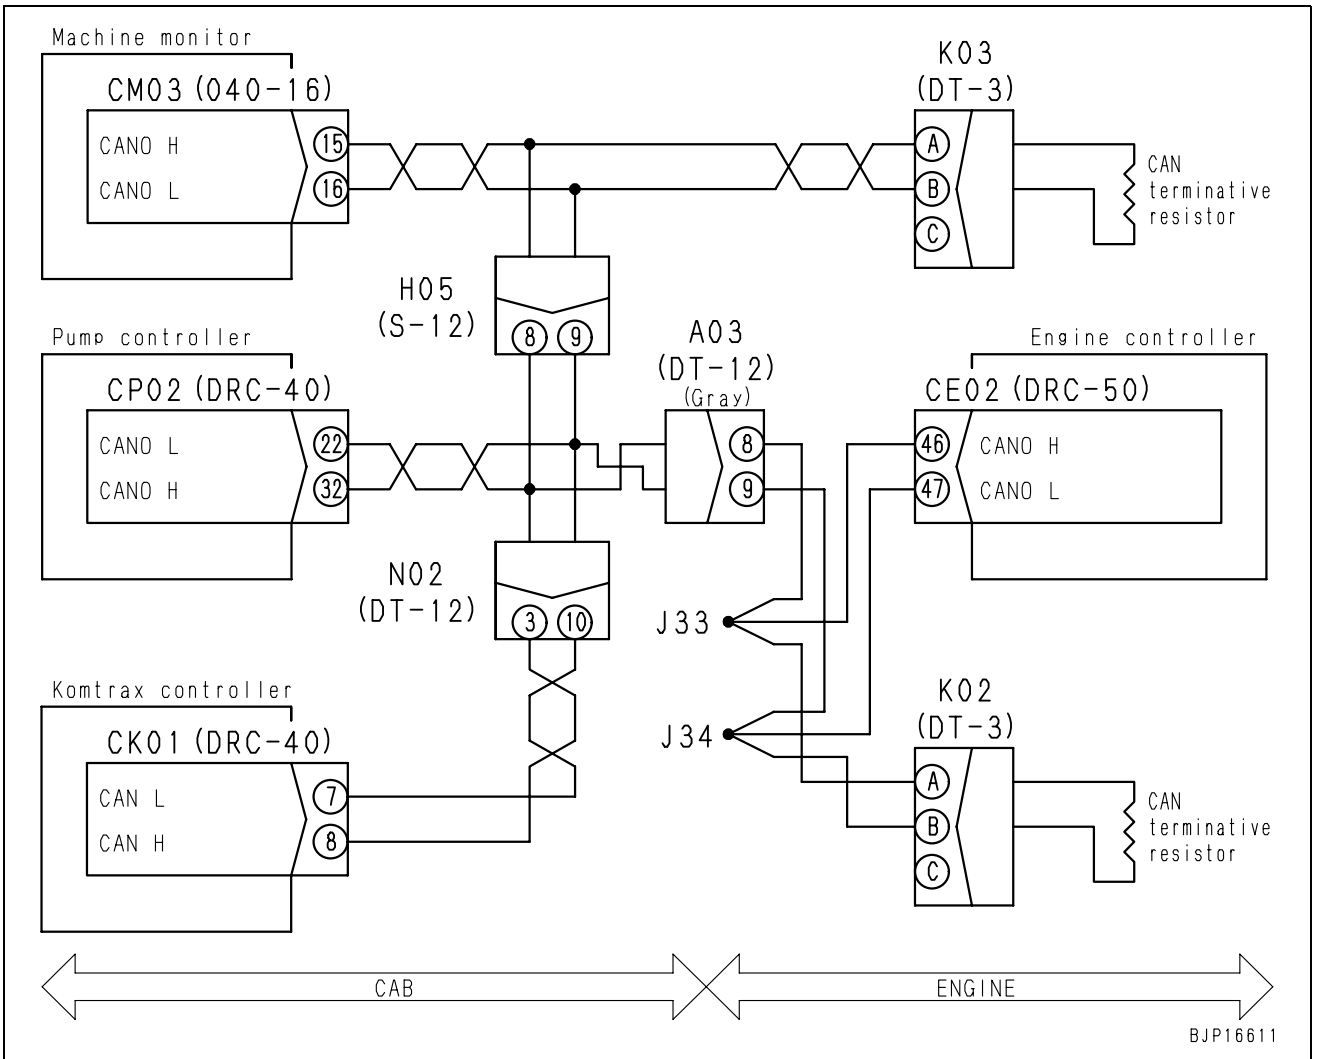 Machine monitor
CM03 (040-16)
CAN0 H
15
CAN0 L
16
K03
(DT-3)
A
B
C
CAN
terminative
resistor
H05
(S-12)
8
9
Pump controller
CP02 (DRC-40)
CAN0 L
22
CAN0 H
32
A03
(DT-12)
(Gray)
8
9
Engine controller
CE02 (DRC-50)
46
CAN0 H
47
CAN0 L
N02
(DT-12)
3
10
J33
J34
Komtrax controller
CK01 (DRC-40)
CAN L
7
CAN H
8
K02
(DT-3)
A
B
C
CAN
terminative
resistor
CAB
ENGINE
BJP16611